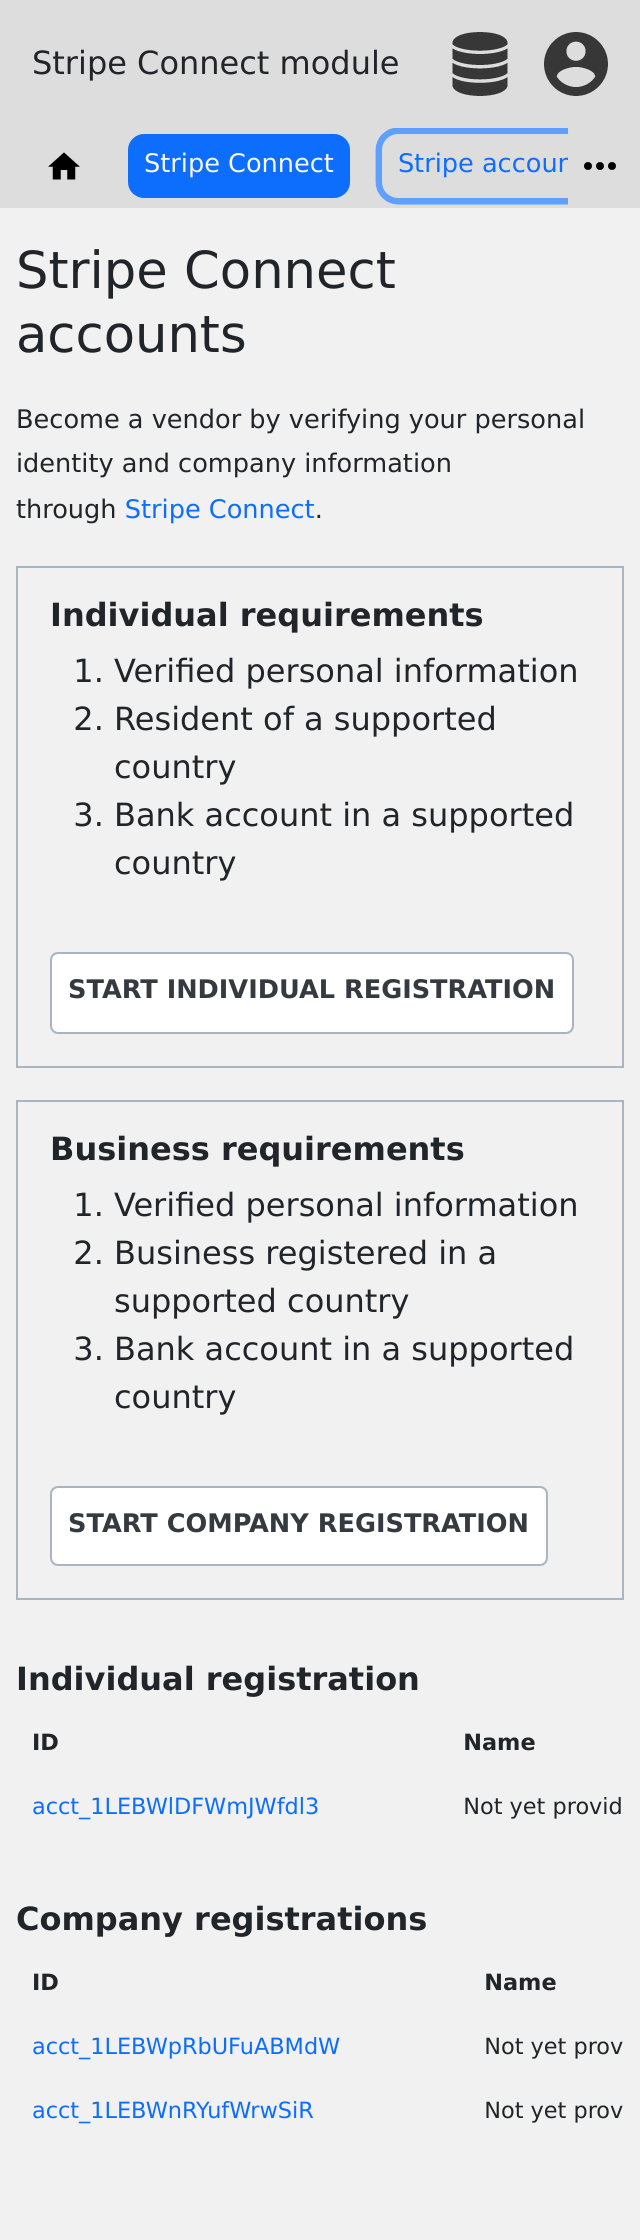 Stripe Connect module
Stripe Connect
Stripe accour
Stripe Connect
accounts
Become a vendor by verifying your personal
identity and company information
through Stripe Connect.
Individual requirements
1. Verified personal information
2. Resident of a supported
country
3. Bank account in a supported
country
START INDIVIDUAL REGISTRATION
Business requirements
1. Verified personal information
2. Business registered in a
supported country
3. Bank account in a supported
country
START COMPANY REGISTRATION
Individual registration
ID Name
acct_1LEBWlDFWmJWfdl3 Not yet provid
Company registrations
ID Name
acct_1LEBWpRbUFuABMdW Not yet prov
acct_1LEBWnRYufWrwSiR Not yet prov